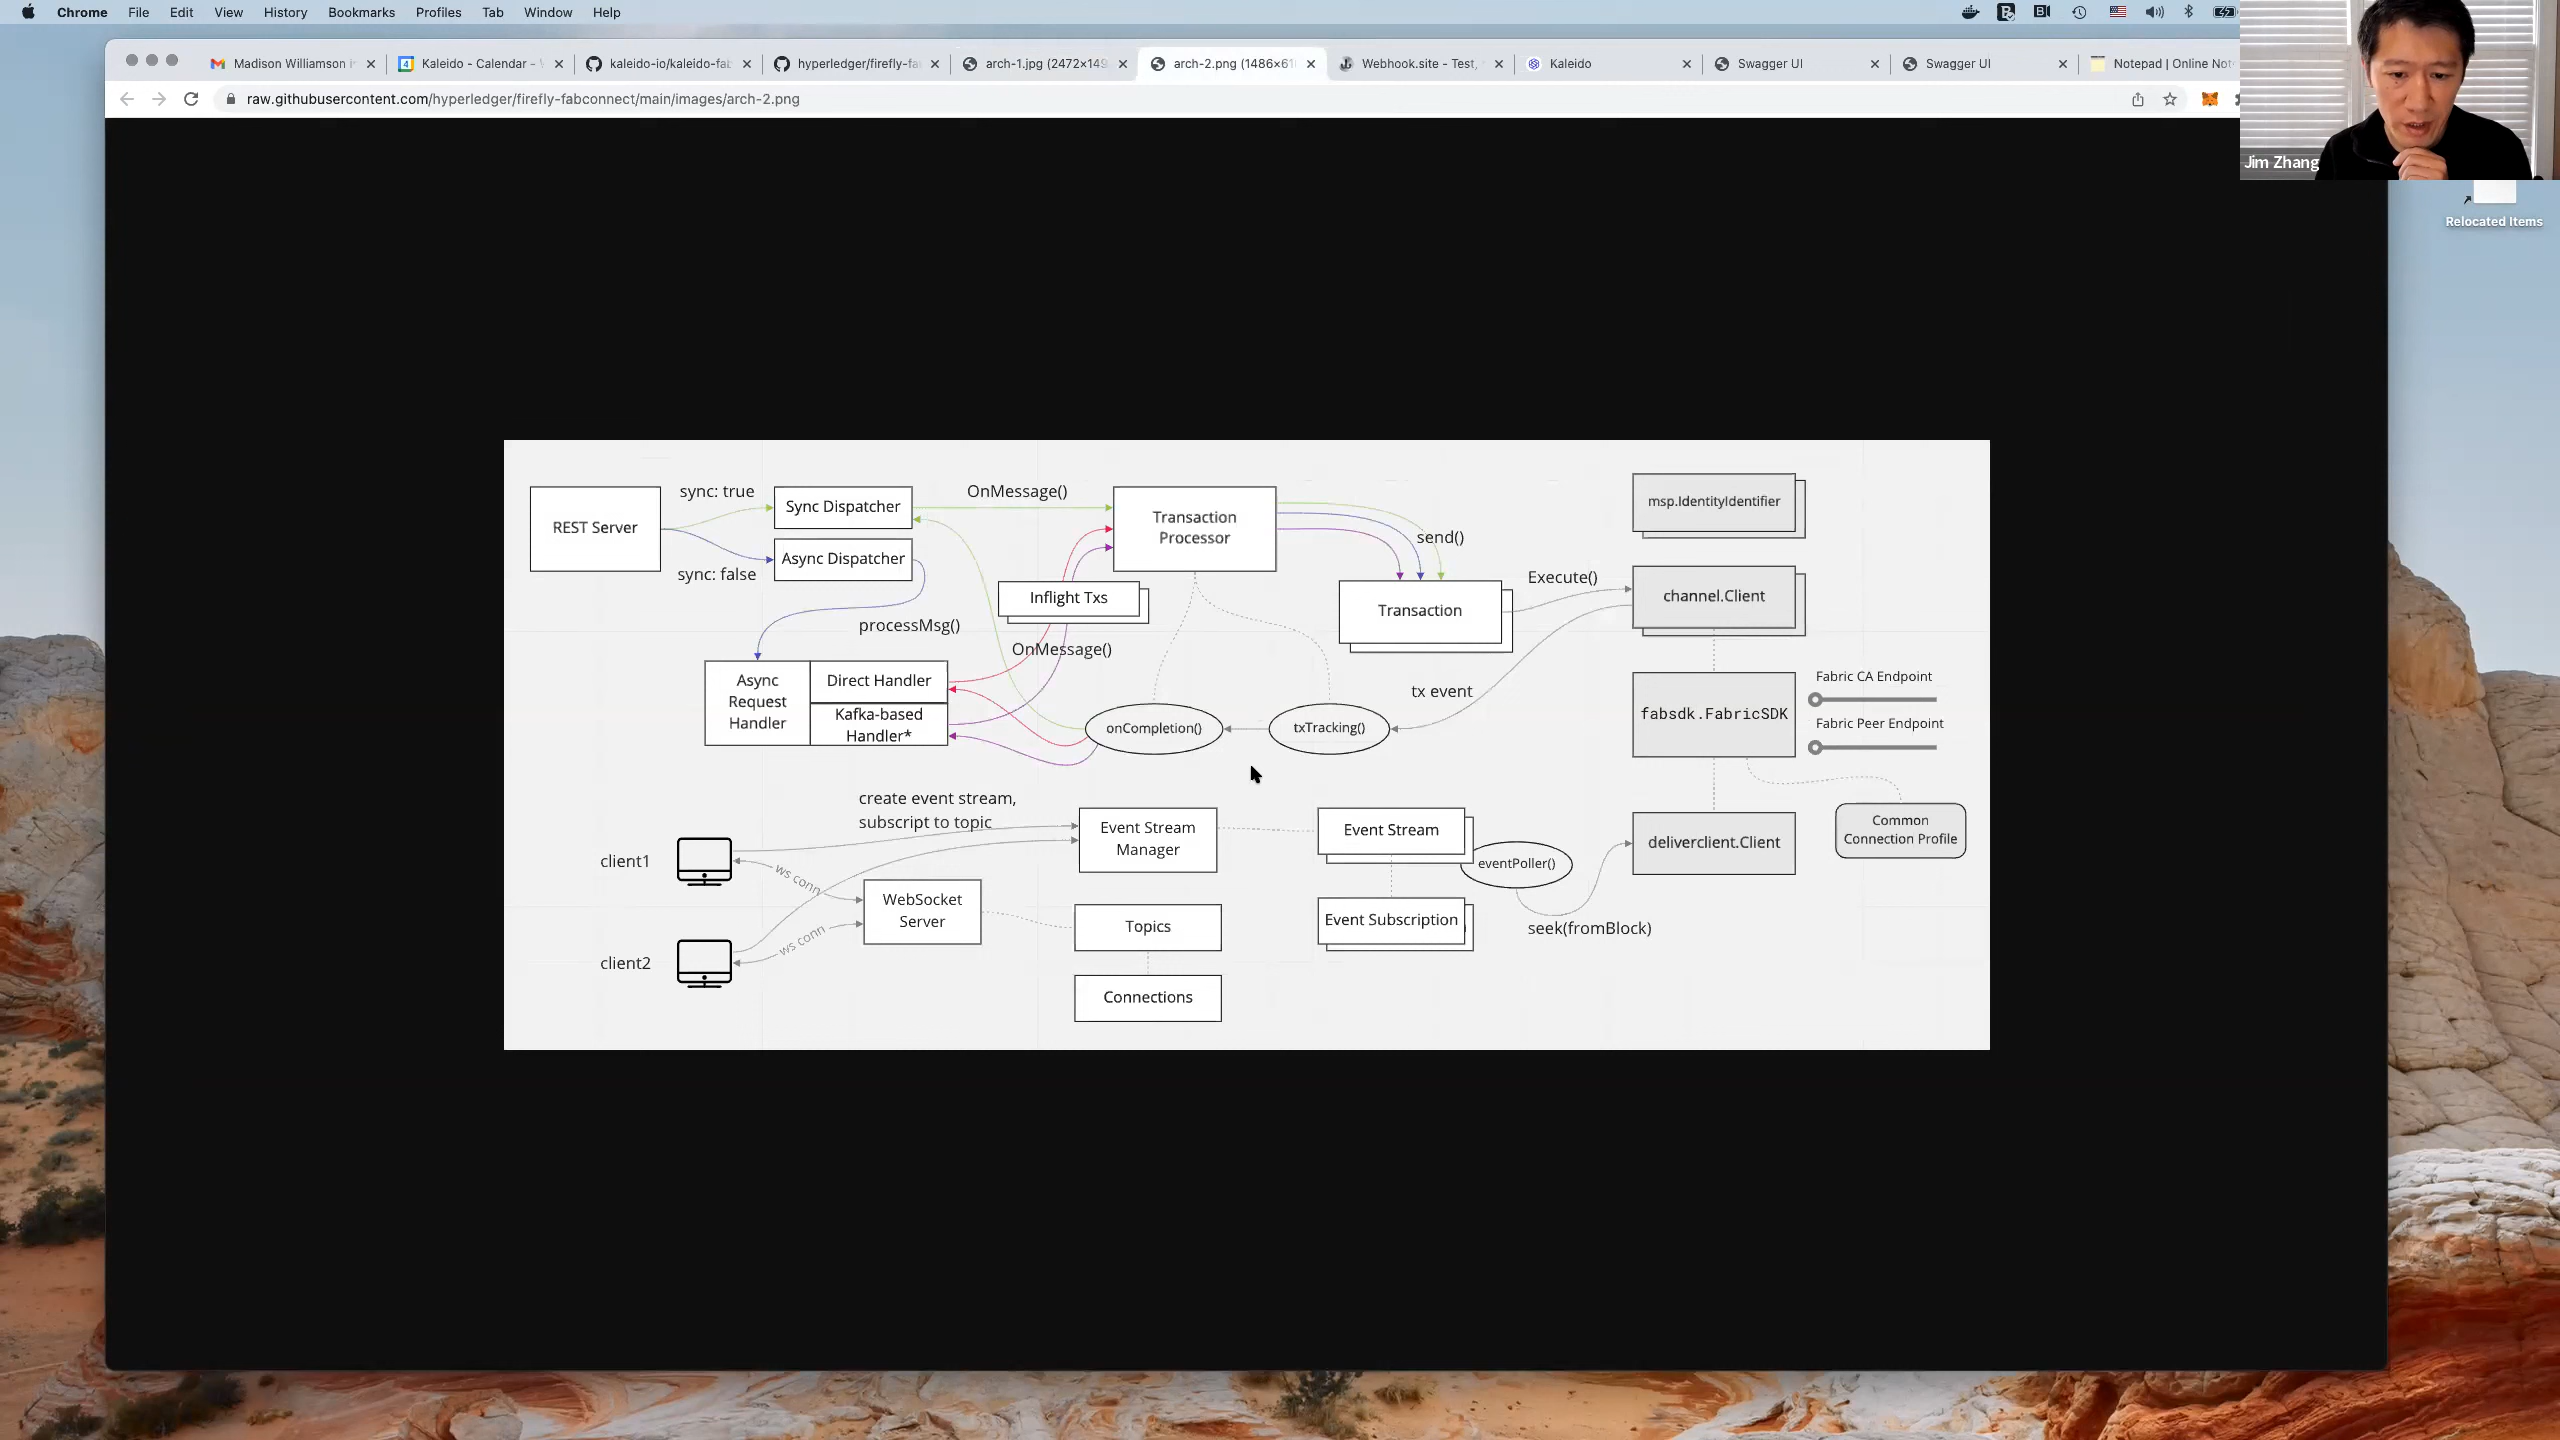 Chrome File Edit View History Bookmarks Profiles Tab Window Help
Madison Williamson
Kaleido - Calendar -
kaleido-io/kaleido-fab
hyperledger/firefly-fa
arch-1.jpg (2472×149
arch-2.png (1486×61
Webhook.site - Test,
Kaleido
Swagger UI
Swagger UI
Notepad | Online Not
raw.githubusercontent.com/hyperledger/firefly-fabconnect/main/images/arch-2.png
Jim Zhang
Relocated Items
REST Server
sync: true
sync: false
Sync Dispatcher
Async Dispatcher
OnMessage()
Transaction
Processor
send()
Inflight Txs
processMsg()
OnMessage()
Async
Request
Handler
Direct Handler
Kafka-based
Handler*
Transaction
Execute()
tx event
onCompletion()
txTracking()
msp.IdentityIdentifier
channel.Client
fabsdk.FabricSDK
Fabric CA Endpoint
Fabric Peer Endpoint
deliverclient.Client
Common
Connection Profile
create event stream,
subscript to topic
client1
client2
ws conn
ws conn
WebSocket
Server
Event Stream
Manager
Topics
Connections
Event Stream
eventPoller()
Event Subscription
seek(fromBlock)